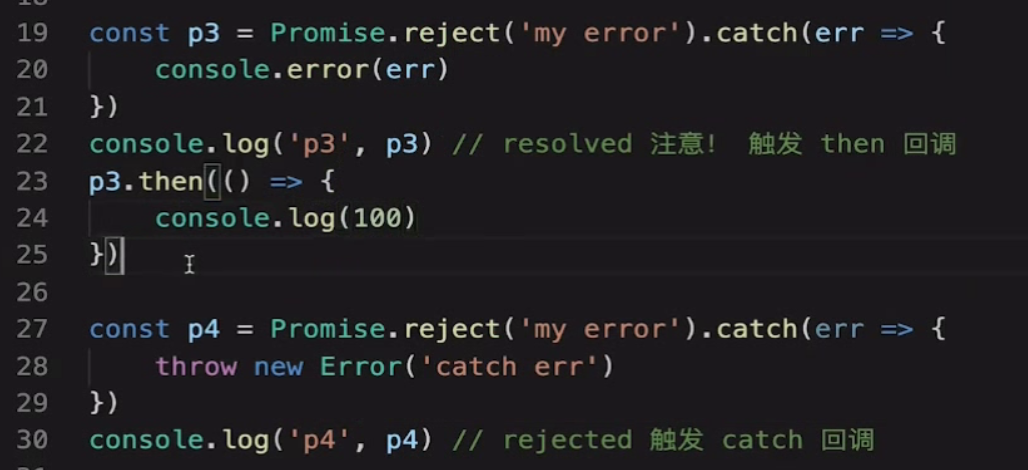 19 const p3 = Promise.reject('my error').catch(err => {
20     console.error(err)
21 })
22 console.log('p3', p3) // resolved 注意！ 触发 then 回调
23 p3.then(() => {
24     console.log(100)
25 })
26
27 const p4 = Promise.reject('my error').catch(err => {
28     throw new Error('catch err')
29 })
30 console.log('p4', p4) // rejected 触发 catch 回调